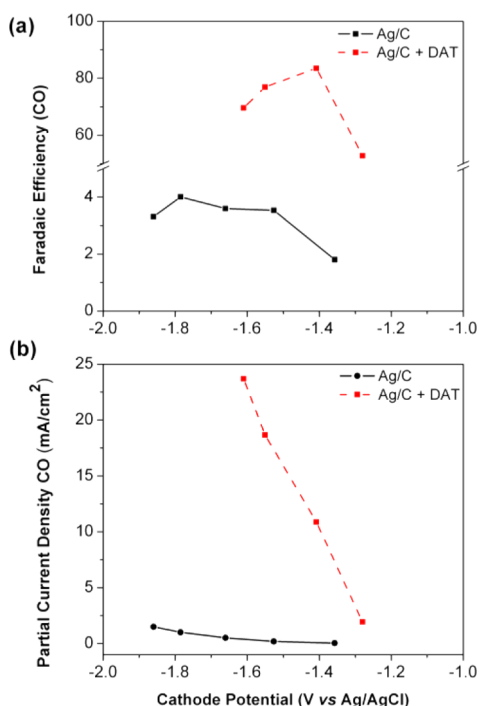 (a)
Ag/C
Ag/C + DAT
Faradaic Efficiency (CO)
100
80
60
4
2
0
-2.0 -1.8 -1.6 -1.4 -1.2 -1.0
(b)
Ag/C
Ag/C + DAT
Partial Current Density CO (mA/cm²)
25
20
15
10
5
0
-2.0 -1.8 -1.6 -1.4 -1.2 -1.0
Cathode Potential (V vs Ag/AgCl)